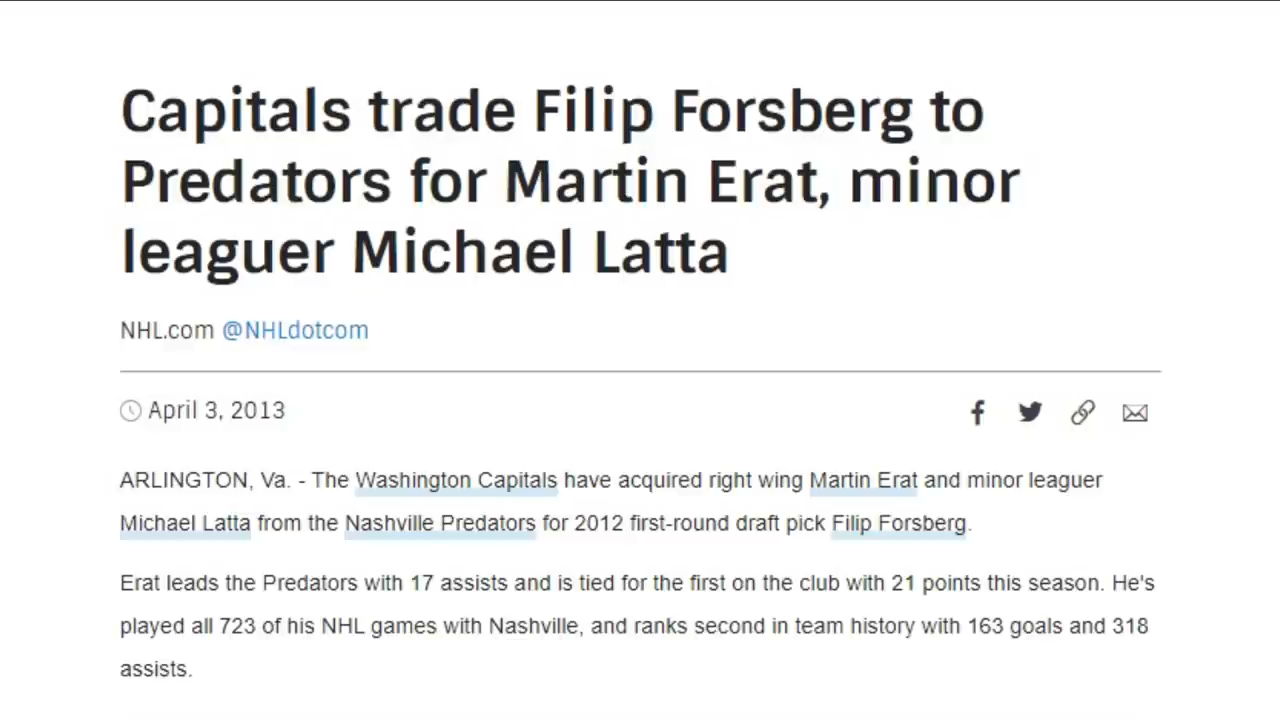 Capitals trade Filip Forsberg to
Predators for Martin Erat, minor
leaguer Michael Latta
NHL.com @NHLdotcom
April 3, 2013
ARLINGTON, Va. - The Washington Capitals have acquired right wing Martin Erat and minor leaguer
Michael Latta from the Nashville Predators for 2012 first-round draft pick Filip Forsberg.
Erat leads the Predators with 17 assists and is tied for the first on the club with 21 points this season. He's
played all 723 of his NHL games with Nashville, and ranks second in team history with 163 goals and 318
assists.